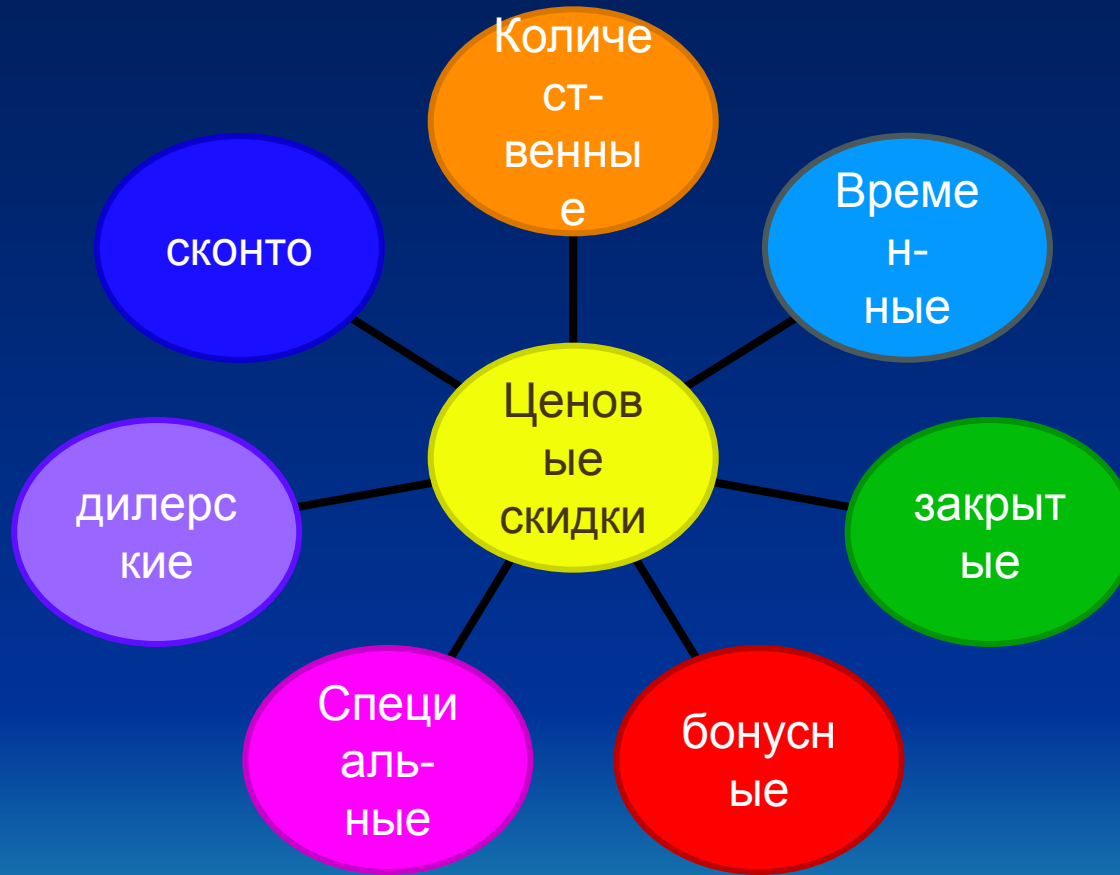 Количе
ст-
венны
е
Време
н-
ные
сконто
Ценов
ые
скидки
закрыт
ые
дилерс
кие
Специ
аль-
ные
бонусн
ые